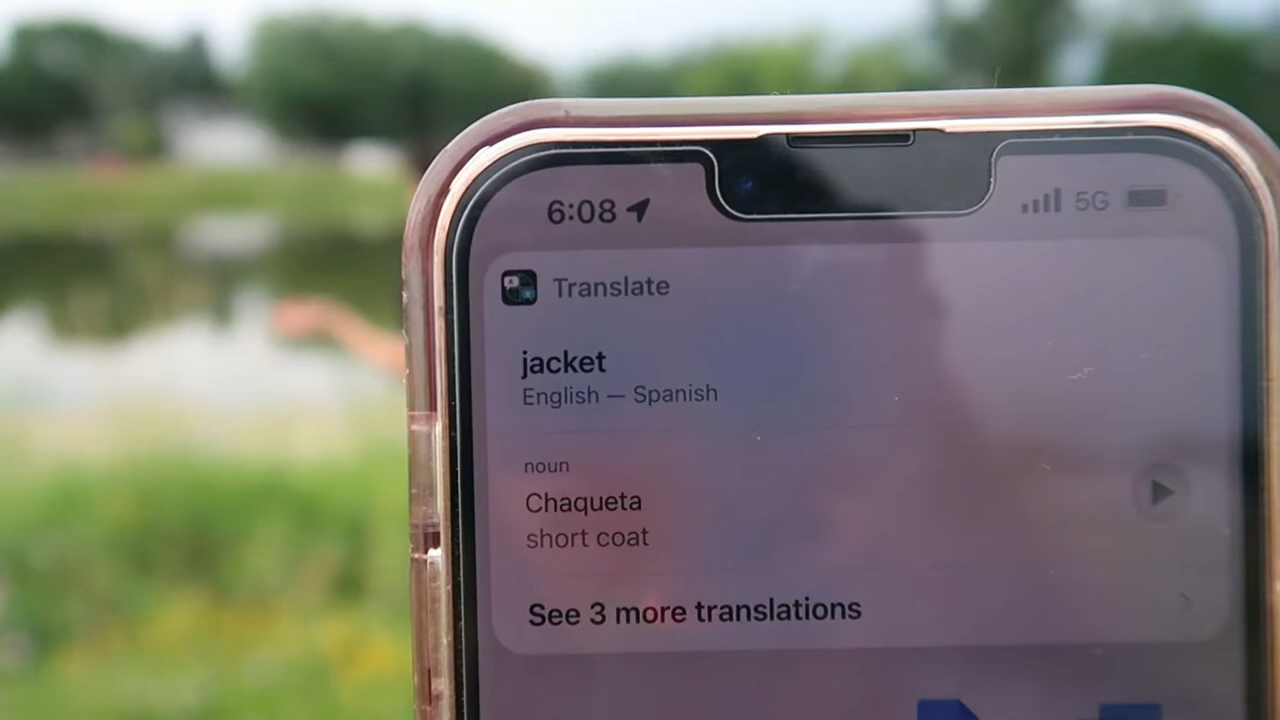 6:08 5G
Translate
jacket
English — Spanish
noun
Chaqueta
short coat
See 3 more translations